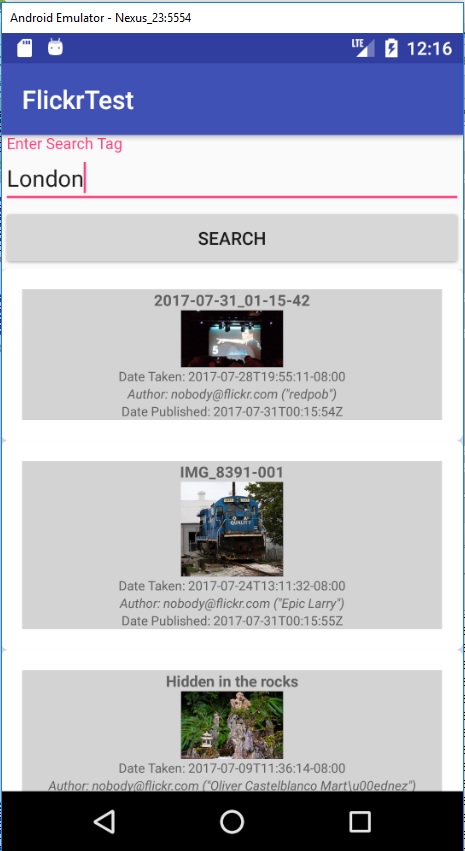 Android Emulator - Nexus_23:5554
LTE 12:16
FlickrTest
Enter Search Tag
London
SEARCH
2017-07-31_01-15-42
5
Date Taken: 2017-07-28T19:55:11-08:00
Author: nobody@flickr.com ("redpob")
Date Published: 2017-07-31T00:15:54Z
IMG_8391-001
Date Taken: 2017-07-24T13:11:32-08:00
Author: nobody@flickr.com ("Epic Larry")
Date Published: 2017-07-31T00:15:55Z
Hidden in the rocks
Date Taken: 2017-07-09T11:36:14-08:00
Author: nobody@flickr.com ("Oliver Castelblanco Mart\u00ednez")